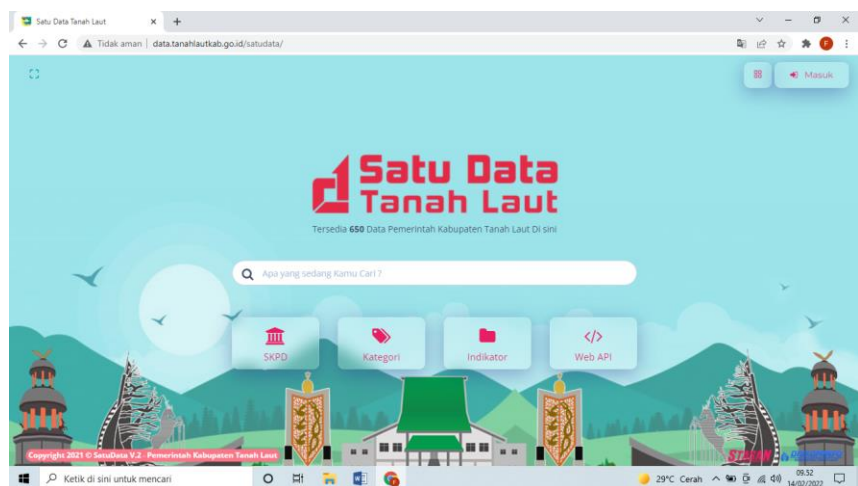 Satu Data Tanah Laut
Tidak aman | data.tanahlautkab.go.id/satudata/
Masuk
Satu Data
Tanah Laut
Tersedia 650 Data Pemerintah Kabupaten Tanah Laut Di sini
Apa yang sedang Kamu Cari ?
SKPD
Kategori
Indikator
Web API
Copyright 2021 © SatuData V.2 - Pemerintah Kabupaten Tanah Laut
Ketik di sini untuk mencari
29°C Cerah
09.52
14/02/2022